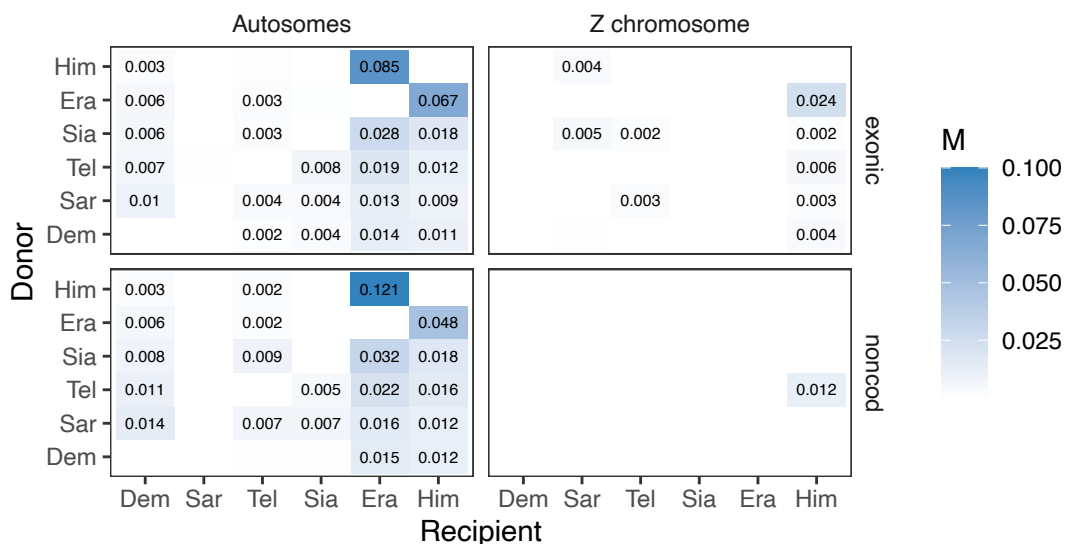 Autosomes Z chromosome
Him 0.003 0.085 0.004
Era 0.006 0.003 0.067 0.024
Sia 0.006 0.003 0.028 0.018 0.005 0.002 0.002
Tel 0.007 0.008 0.019 0.012 0.006
Sar 0.01 0.004 0.004 0.013 0.009 0.003 0.003
Dem 0.002 0.004 0.014 0.011 0.004
exonic
Donor
Him 0.003 0.002 0.121
Era 0.006 0.002 0.048
Sia 0.008 0.009 0.032 0.018
Tel 0.011 0.005 0.022 0.016 0.012
Sar 0.014 0.007 0.007 0.016 0.012
Dem 0.015 0.012
noncod
Dem Sar Tel Sia Era Him Dem Sar Tel Sia Era Him
Recipient
M
0.100
0.075
0.050
0.025